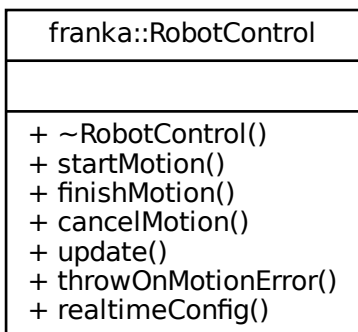 franka::RobotControl
+ ~RobotControl()
+ startMotion()
+ finishMotion()
+ cancelMotion()
+ update()
+ throwOnMotionError()
+ realtimeConfig()